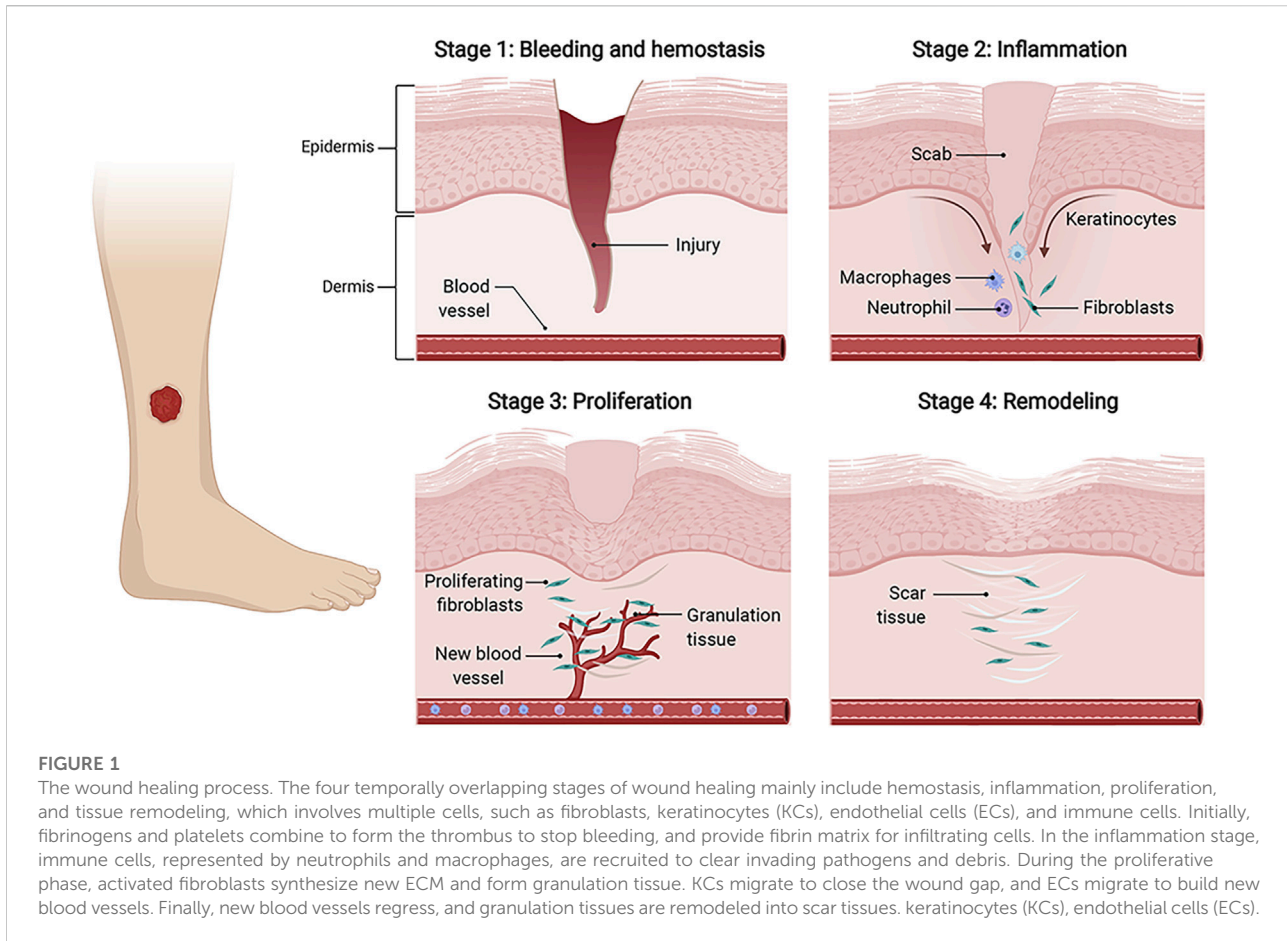 Stage 1: Bleeding and hemostasis
Epidermis
Dermis
Injury
Blood
vessel
Stage 2: Inflammation
Scab
Keratinocytes
Macrophages
Neutrophil
Fibroblasts
Stage 3: Proliferation
Proliferating
fibroblasts
Granulation
tissue
New blood
vessel
Stage 4: Remodeling
Scar
tissue
FIGURE 1
The wound healing process. The four temporally overlapping stages of wound healing mainly include hemostasis, inflammation, proliferation,
and tissue remodeling, which involves multiple cells, such as fibroblasts, keratinocytes (KCs), endothelial cells (ECs), and immune cells. Initially,
fibrinogens and platelets combine to form the thrombus to stop bleeding, and provide fibrin matrix for infiltrating cells. In the inflammation stage,
immune cells, represented by neutrophils and macrophages, are recruited to clear invading pathogens and debris. During the proliferative
phase, activated fibroblasts synthesize new ECM and form granulation tissue. KCs migrate to close the wound gap, and ECs migrate to build new
blood vessels. Finally, new blood vessels regress, and granulation tissues are remodeled into scar tissues. keratinocytes (KCs), endothelial cells (ECs).